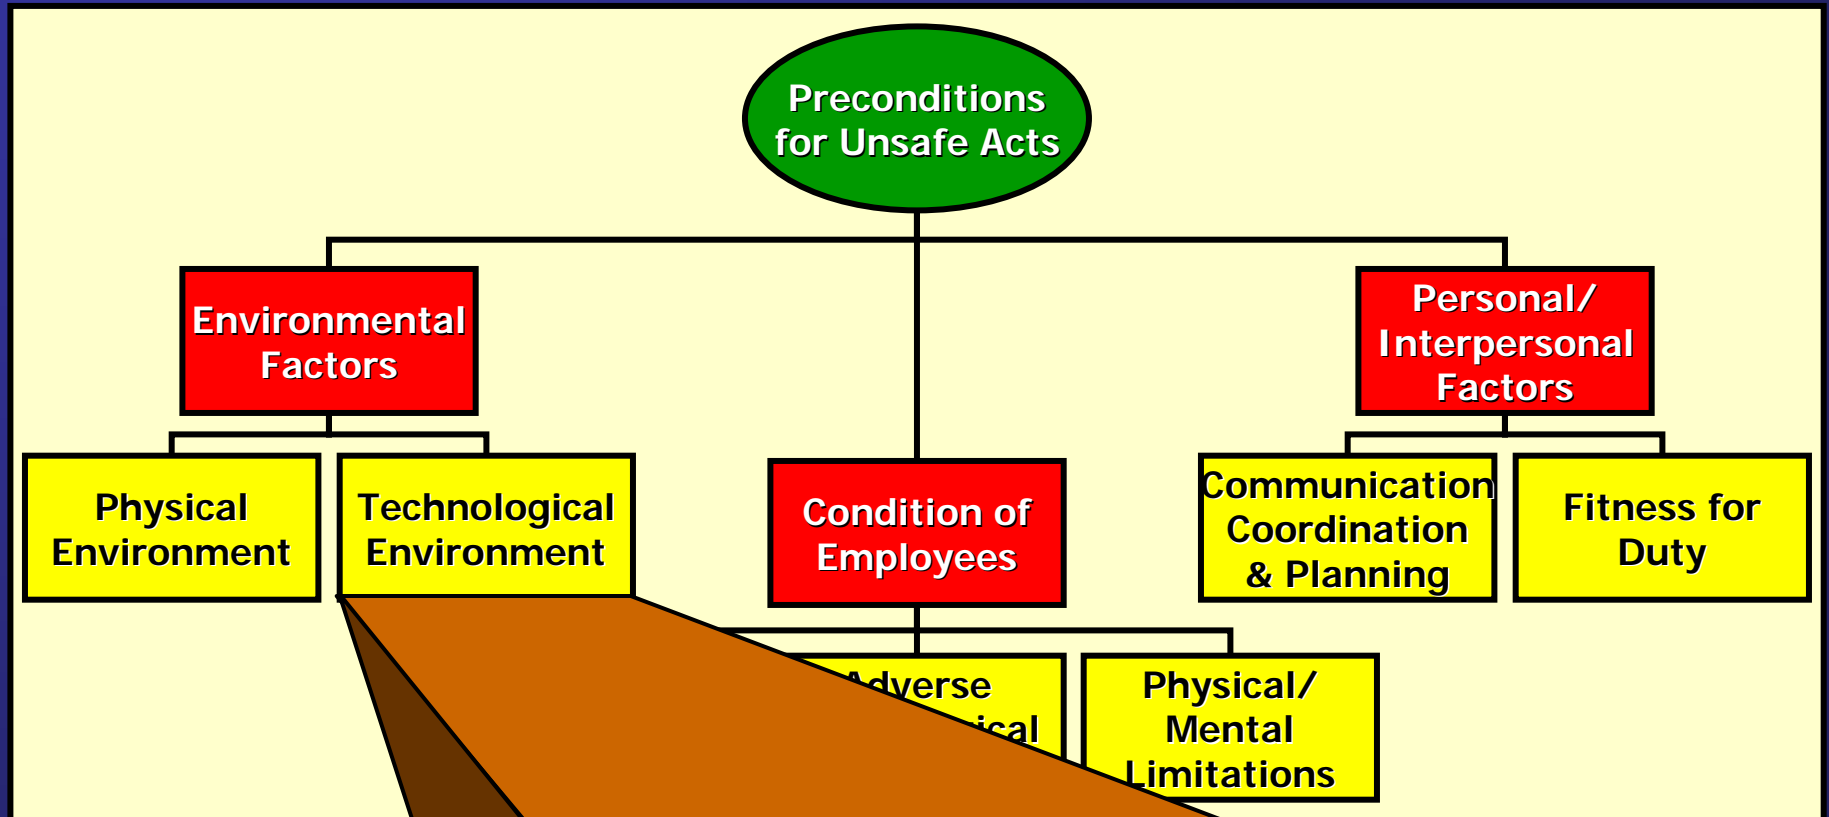 Preconditions
for Unsafe Acts
Environmental
Factors
Personal/
Interpersonal
Factors
Physical
Environment
Technological
Environment
Condition of
Employees
Communication
Coordination
& Planning
Fitness for
Duty
Adverse
Physical/
Mental
Limitations